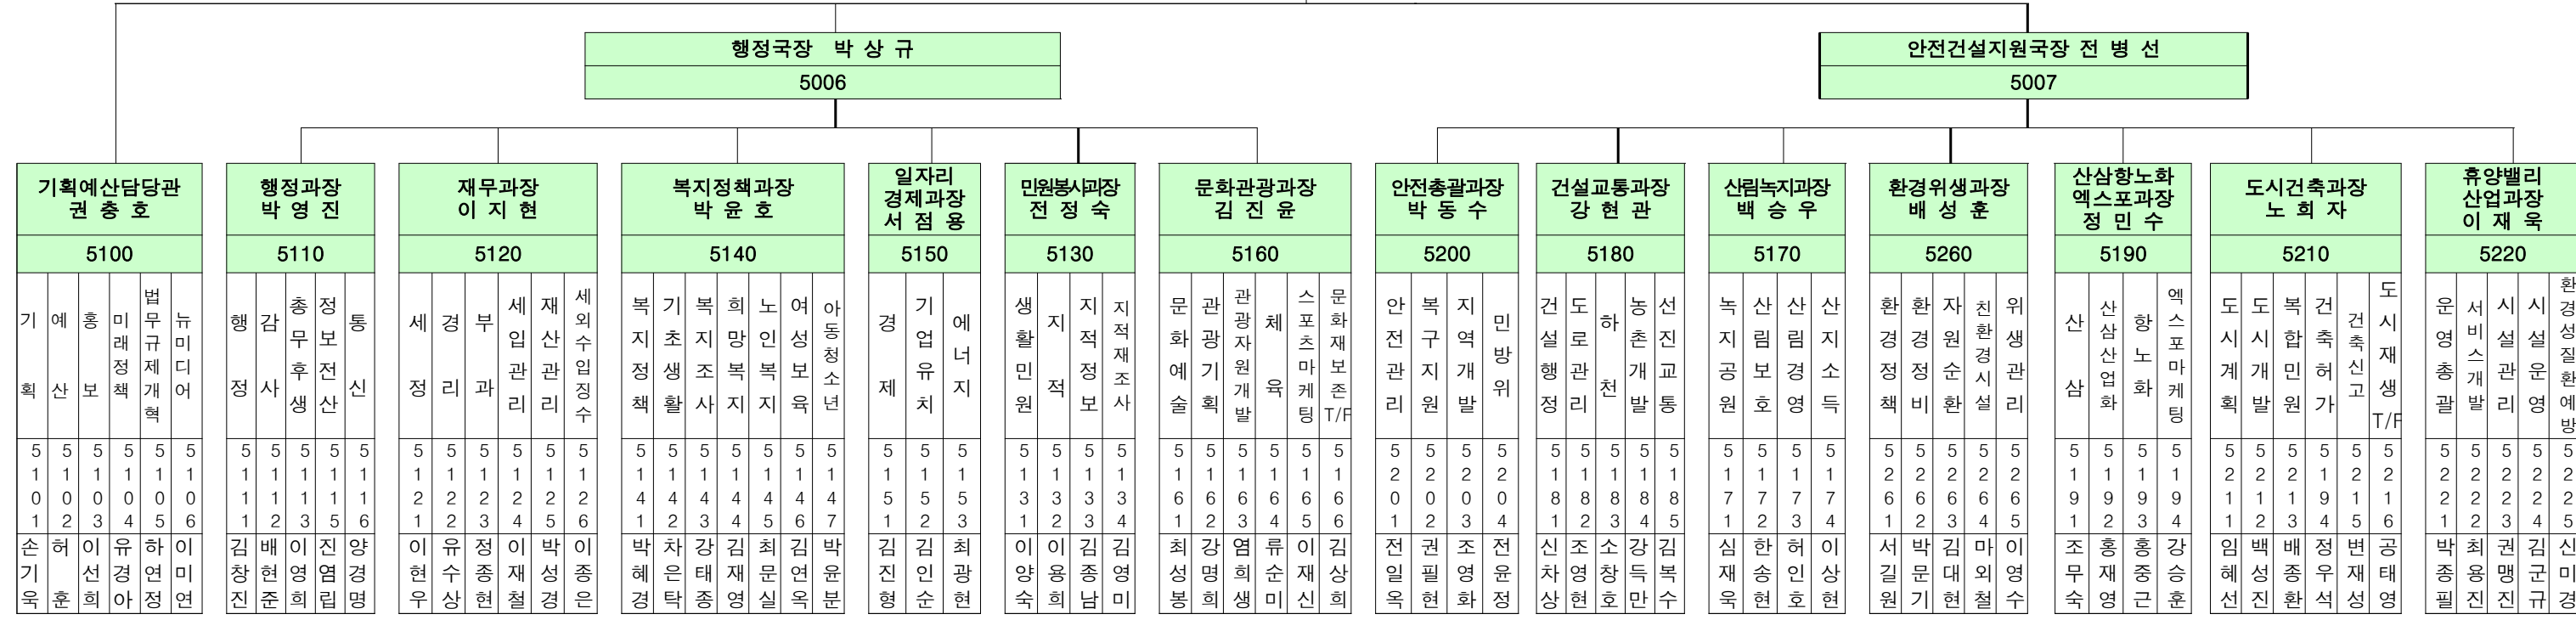 행정국장 박 상 규
5006
안전건설지원국장 전 병 선
5007
기획예산담당관
권 충 호
5100
기획
예산
홍보
미래정책
법무규제개혁
뉴미디어
5101
5102
5103
5104
5105
5106
손기욱
허훈
이선희
유경아
하연정
이미연
행정과장
박 영 진
5110
행정
감사
총무후생
정보전산
통신
5111
5112
5113
5115
5116
김창진
배현준
이영희
진염립
양경명
재무과장
이 지 현
5120
세정
경리
부과
세입관리
재산관리
세외수입징수
5121
5122
5123
5124
5125
5126
이현우
유수상
정종현
이재철
박성경
이종은
복지정책과장
박 윤 호
5140
복지정책
기초생활
복지조사
희망복지
노인복지
여성보육
아동청소년
5141
5142
5143
5144
5145
5146
5147
박혜경
차은탁
강태종
김재영
최문실
김연옥
박윤분
일자리
경제과장
서 점 용
5150
경제
기업유치
에너지
5151
5152
5153
김진형
김인순
최광현
민원봉사과장
전 정 숙
5130
생활민원
지적
지적정보
지적재조사
5131
5132
5133
5134
이양숙
이용희
김종남
김영미
문화관광과장
김 진 윤
5160
문화예술
관광기획
관광자원개발
체육
스포츠마케팅
문화재보존T/F
5161
5162
5163
5164
5165
5166
최성봉
강명희
염희생
류순미
이재신
김상희
안전총괄과장
박 동 수
5200
안전관리
복구지원
지역개발
민방위
5201
5202
5203
5204
전일옥
권필현
조영화
전윤정
건설교통과장
강 현 관
5180
건설행정
도로관리
하천
농촌개발
선진교통
5181
5182
5183
5184
5185
신차상
조영현
소창호
강득만
김복수
산림녹지과장
백 승 우
5170
녹지공원
산림보호
산림경영
산지소득
5171
5172
5173
5174
심재욱
한송현
허인호
이상현
환경위생과장
배 성 훈
5260
환경정책
환경정비
자원순환
친환경시설
위생관리
5261
5262
5263
5264
5265
서길원
박문기
김대현
마외철
이영수
산삼항노화
엑스포과장
정 민 수
5190
산삼
산삼산업화
항노화
엑스포마케팅
5191
5192
5193
5194
조무숙
홍재영
홍중근
강승훈
도시건축과장
노 희 자
5210
도시계획
도시개발
복합민원
건축허가
건축신고
도시재생T/F
5211
5212
5213
5194
5215
5216
임혜선
백성진
배종환
정우석
변재성
공태영
휴양밸리
산업과장
이 재 욱
5220
운영총괄
서비스개발
시설관리
시설운영
환경성질환예방
5221
5222
5223
5224
5225
박종필
최용진
권맹진
김군규
신미경